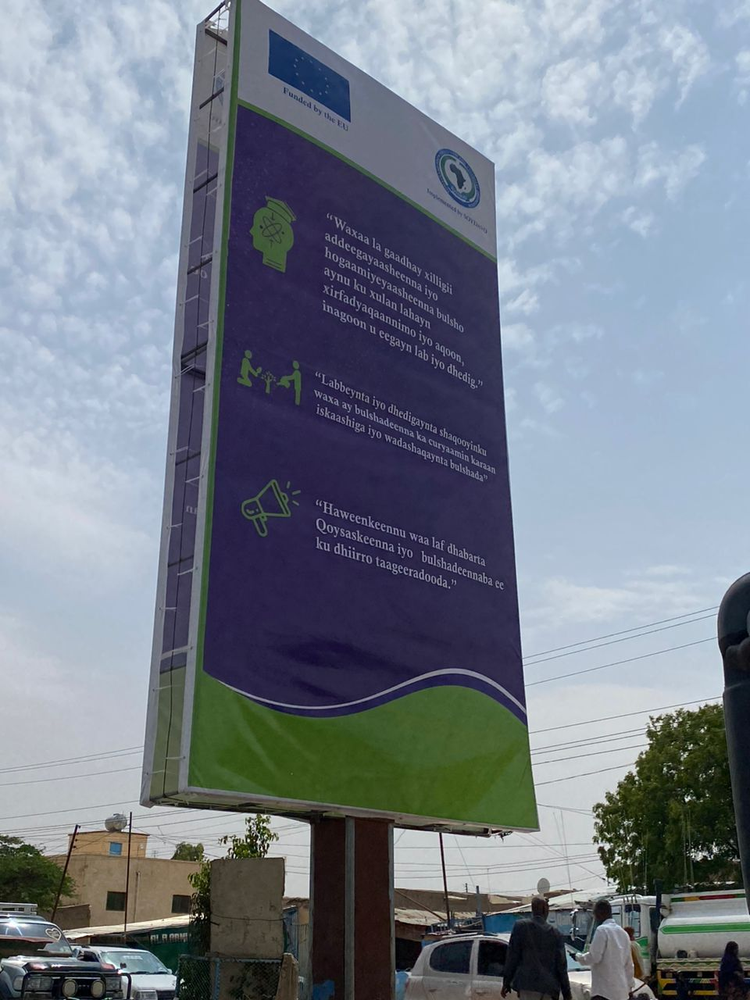 Funded by the EU
Implemented by SOYDAVO
“Waxaa la gaadhay xilligii
addeegayaasheenna iyo
hogaamiyeyaasheenna bulsho
aynu ku xulan lahayn
xirfadyaqaannimo iyo aqoon,
inagoon u eegayn lab iyo dhedig.”
“Labbeynta iyo dhedigaynta shaqooyinku
waxa ay bulshadeenna ka curyaamin karaan
iskaashiga iyo wadashaqaynta bulshada”
“Haweenkeennu waa laf dhabarta
Qoysaskeenna iyo bulshadeennaba ee
ku dhiirro taageeradooda.”